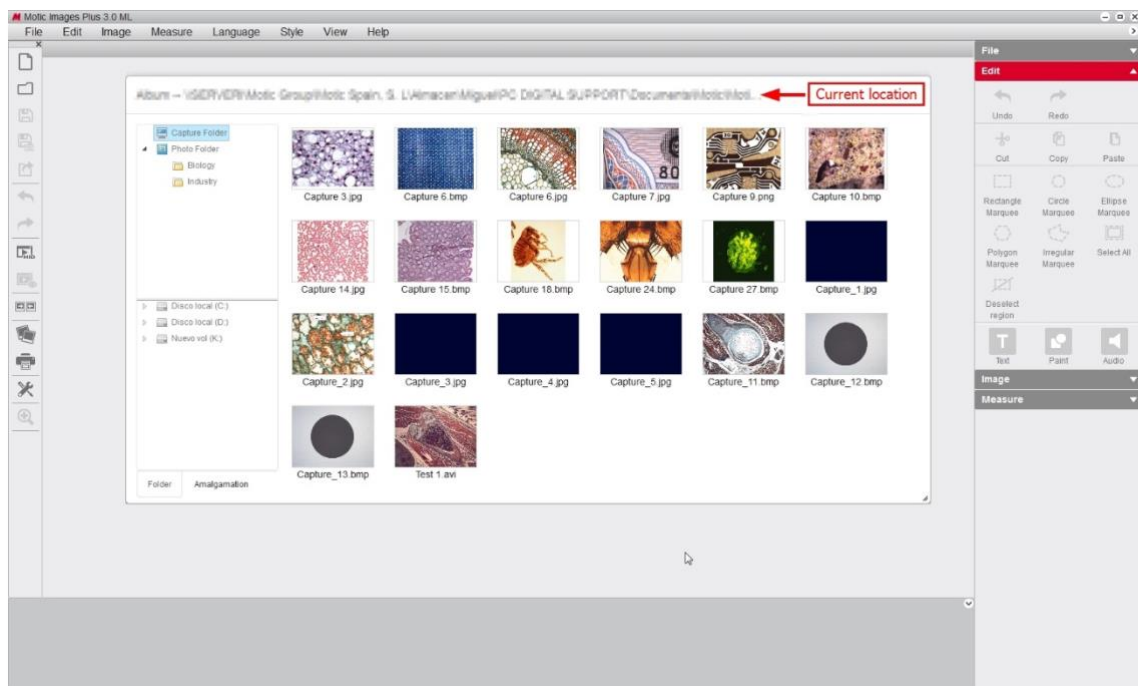 Motic Images Plus 3.0 ML
File Edit Image Measure Language Style View Help
File
Edit
Album -- \\SERVER\Motic Group\Motic Spain, S. L\Almacen\Miguel\PC DIGITAL SUPPORT\Documents\Motic\Moti...
Current location
Undo Redo
Capture Folder
Photo Folder
Biology
Industry
Cut Copy Paste
Capture 3.jpg Capture 6.bmp Capture 6.jpg Capture 7.jpg Capture 9.png Capture 10.bmp
80
Rectangle Marquee
Circle Marquee
Ellipse Marquee
Polygon Marquee
Irregular Marquee
Select All
Capture 14.jpg Capture 15.bmp Capture 18.bmp Capture 24.bmp Capture 27.bmp Capture_1.jpg
Deselect region
Disco local (C:)
Disco local (D:)
Nuevo vol (K:)
Text Paint Audio
Capture_2.jpg Capture_3.jpg Capture_4.jpg Capture_5.jpg Capture_11.bmp Capture_12.bmp
Image
Measure
Capture_13.bmp Test 1.avi
Folder Amalgamation